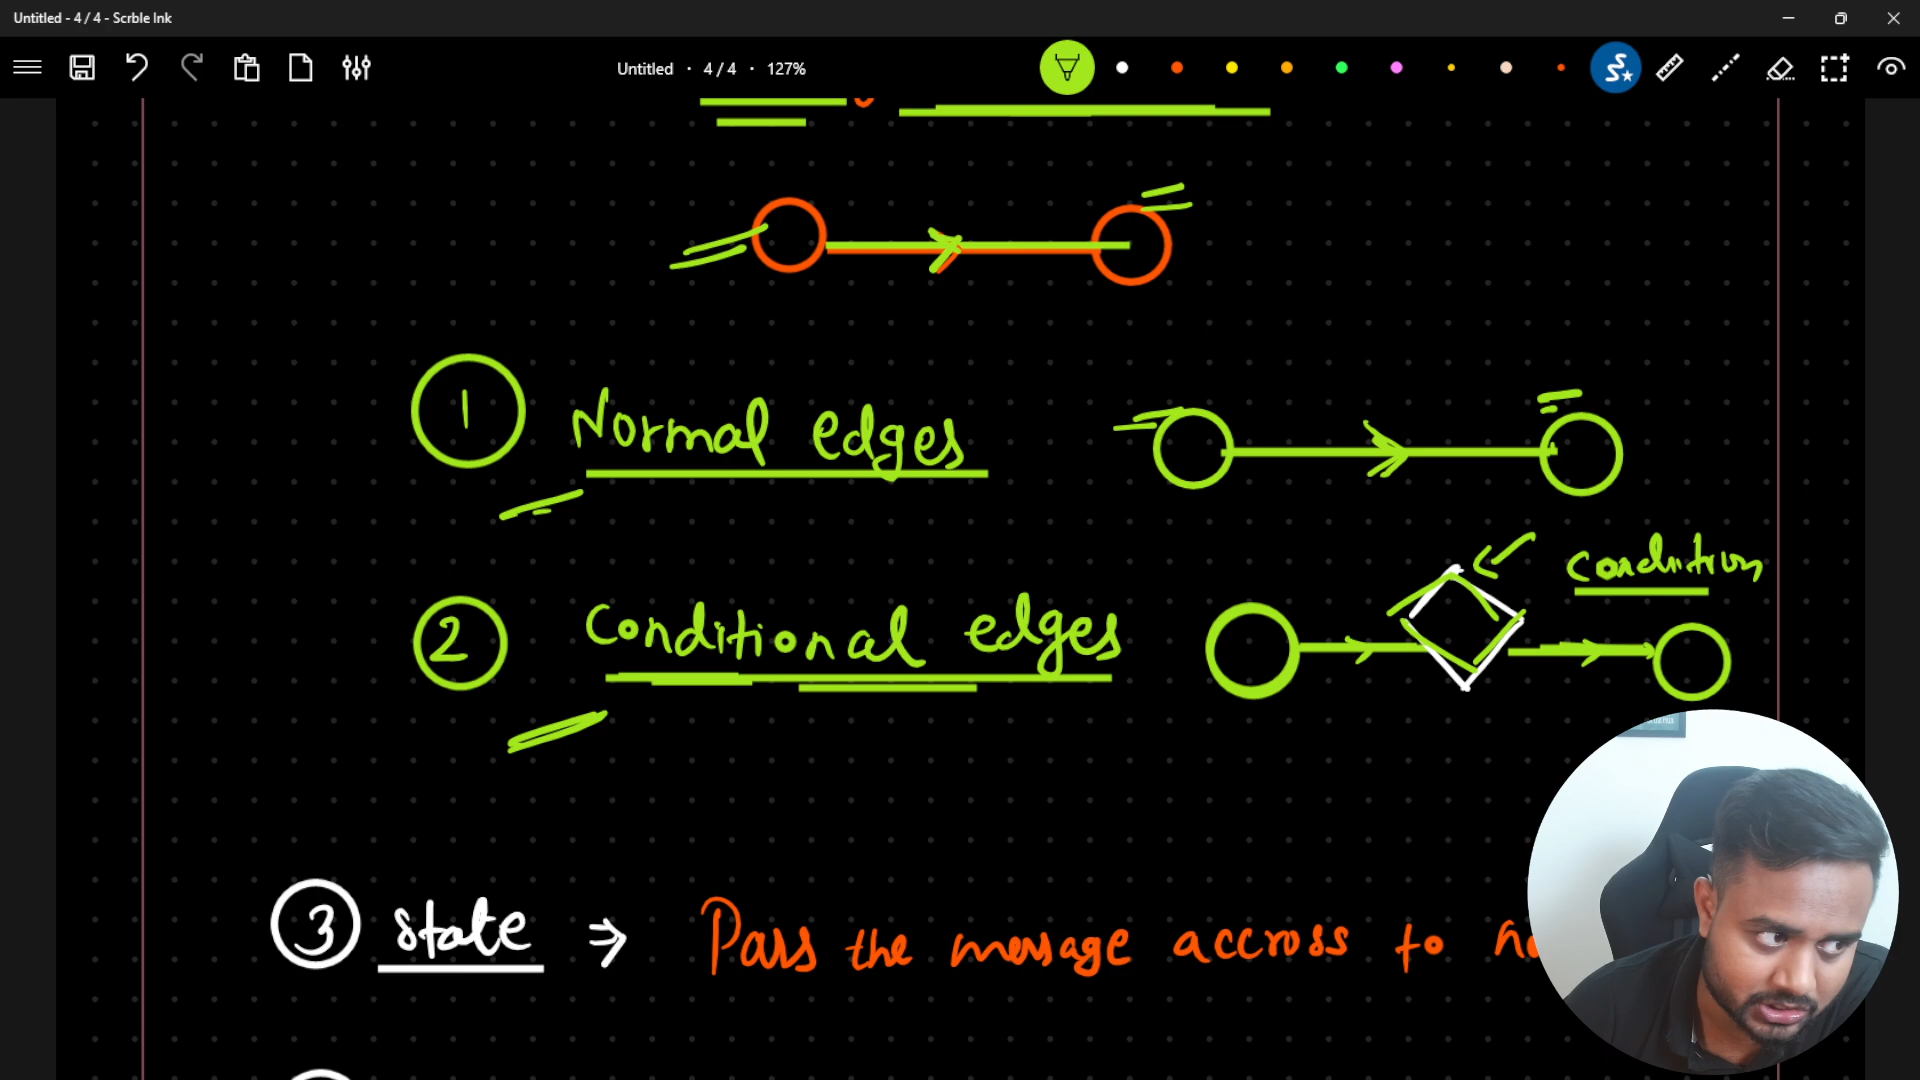 Untitled - 4 / 4 - Scrble Ink
Untitled • 4 / 4 • 127%
1 Normal edges
Condition
2 Conditional edges
3 state ⇒ Pass the message accross to